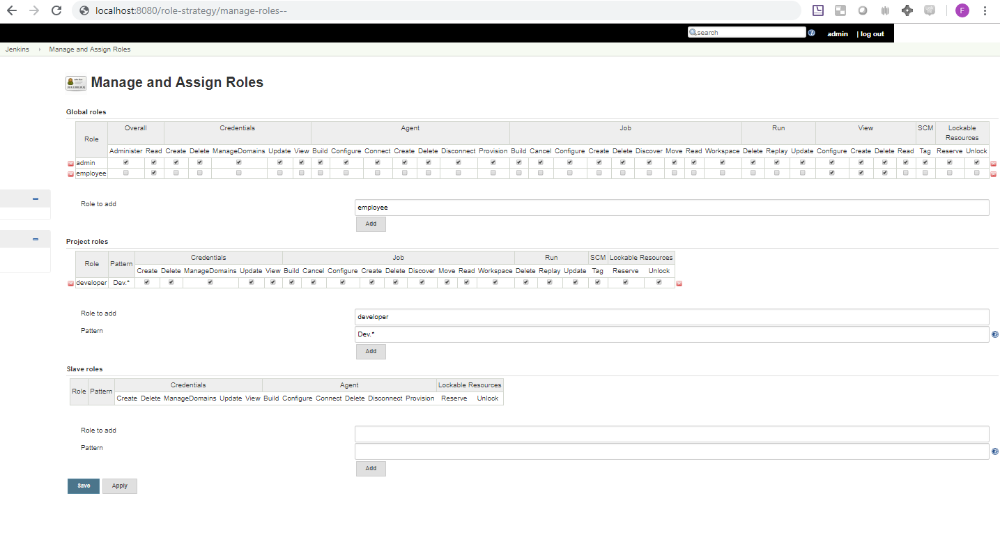 localhost:8080/role-strategy/manage-roles--
F
search admin | log out
Jenkins Manage and Assign Roles
Manage and Assign Roles
Global roles
Role Overall Credentials Agent Job Run View SCM Lockable Resources
Administer Read Create Delete ManageDomains Update View Build Configure Connect Create Delete Disconnect Provision Build Cancel Configure Create Delete Discover Move Read Workspace Delete Replay Update Configure Create Delete Read Tag Reserve Unlock
admin
employee
Role to add employee
Add
Project roles
Role Pattern Credentials Job Run SCM Lockable Resources
Create Delete ManageDomains Update View Build Cancel Configure Create Delete Discover Move Read Workspace Delete Replay Update Tag Reserve Unlock
developer Dev.*
Role to add developer
Pattern Dev.*
Add
Slave roles
Role Pattern Credentials Agent Lockable Resources
Create Delete ManageDomains Update View Build Configure Connect Delete Disconnect Provision Reserve Unlock
Role to add
Pattern
Add
Save Apply